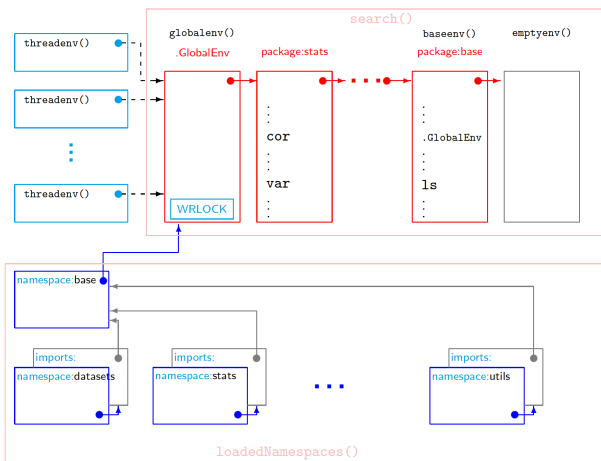 search()
globalenv()
baseenv()
emptyenv()
threadenv()
.GlobalEnv
package:stats
package:base
threadenv()
cor
.GlobalEnv
var
ls
threadenv()
WRLOCK
namespace:base
imports:
imports:
imports:
namespace:datasets
namespace:stats
namespace:utils
loadedNamespaces()